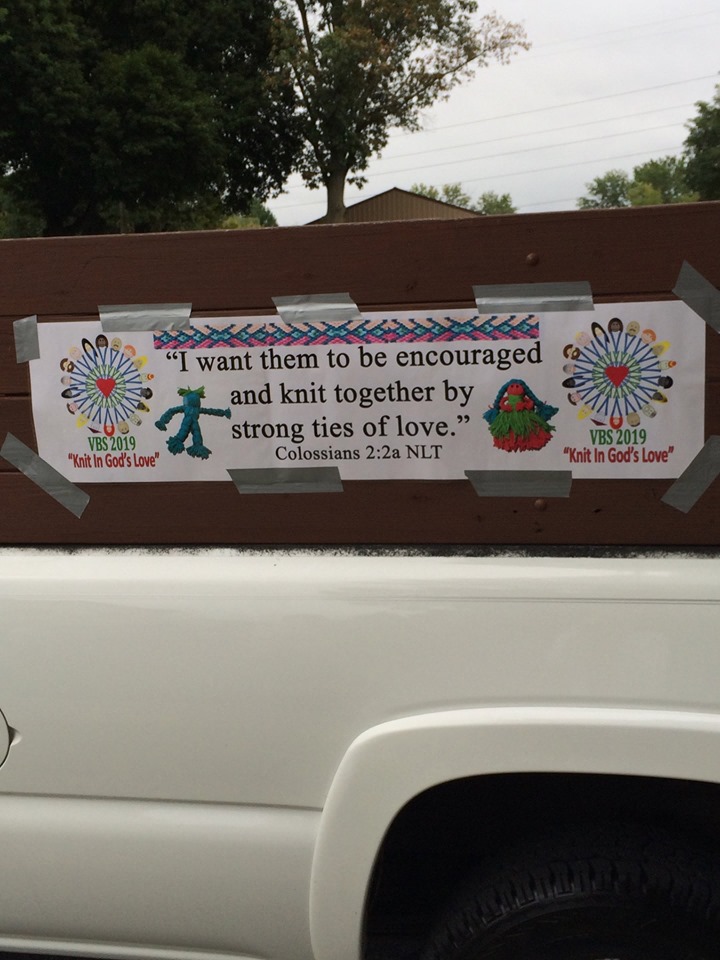 "I want them to be encouraged
and knit together by
strong ties of love."
Colossians 2:2a NLT
VBS 2019
"Knit In God's Love"
VBS 2019
"Knit In God's Love"